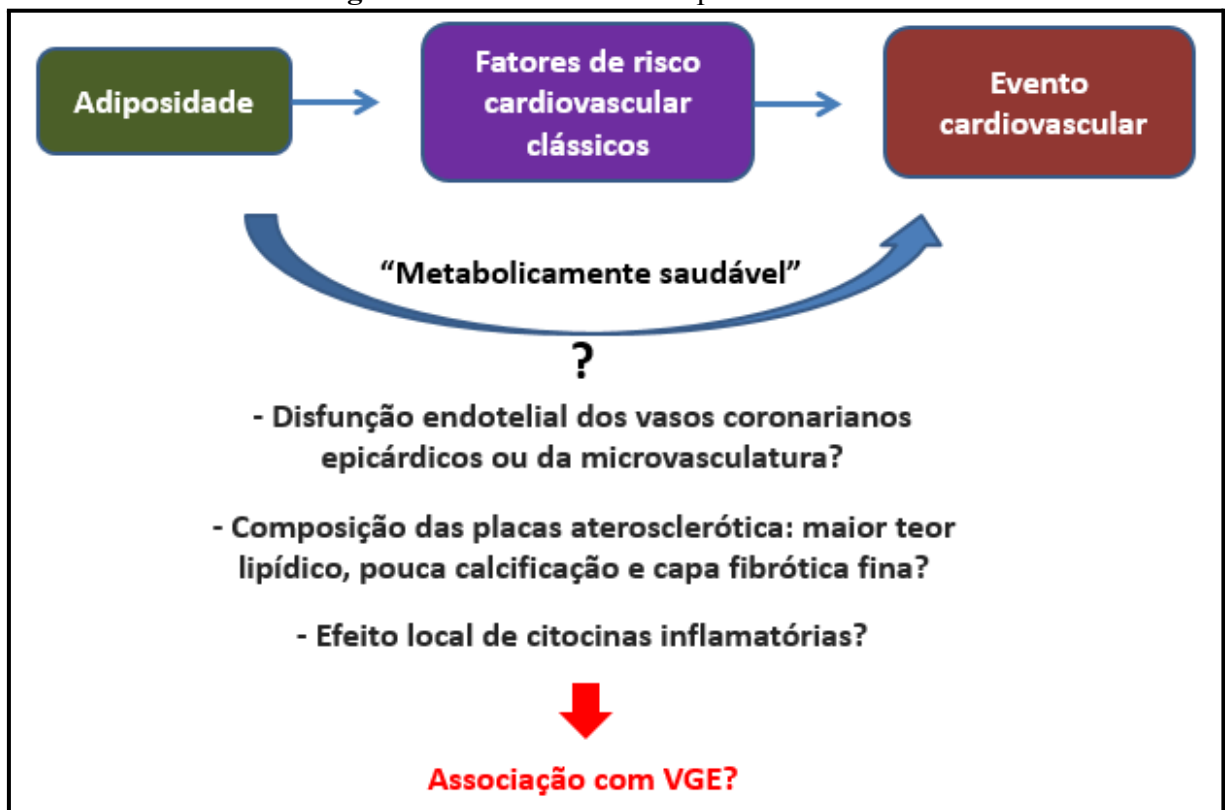 Adiposidade
Fatores de risco
cardiovascular
clássicos
Evento
cardiovascular
“Metabolicamente saudável”
?
- Disfunção endotelial dos vasos coronarianos
epicárdicos ou da microvasculatura?
- Composição das placas aterosclerótica: maior teor
lipídico, pouca calcificação e capa fibrótica fina?
- Efeito local de citocinas inflamatórias?
Associação com VGE?